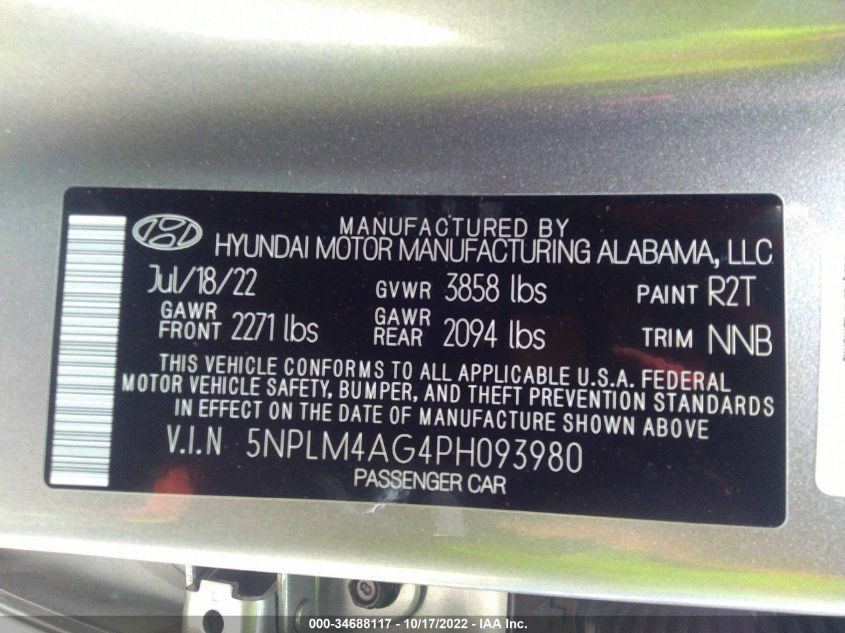 MANUFACTURED BY
HYUNDAI MOTOR MANUFACTURING ALABAMA, LLC
Jul/18/22 GVWR 3858 lbs PAINT R2T
GAWR FRONT 2271 lbs GAWR REAR 2094 lbs TRIM NNB
THIS VEHICLE CONFORMS TO ALL APPLICABLE U.S.A. FEDERAL
MOTOR VEHICLE SAFETY, BUMPER, AND THEFT PREVENTION STANDARDS
IN EFFECT ON THE DATE OF MANUFACTURE SHOWN ABOVE
V.I.N 5NPLM4AG4PH093980
PASSENGER CAR
000-34688117 - 10/17/2022 - IAA Inc.